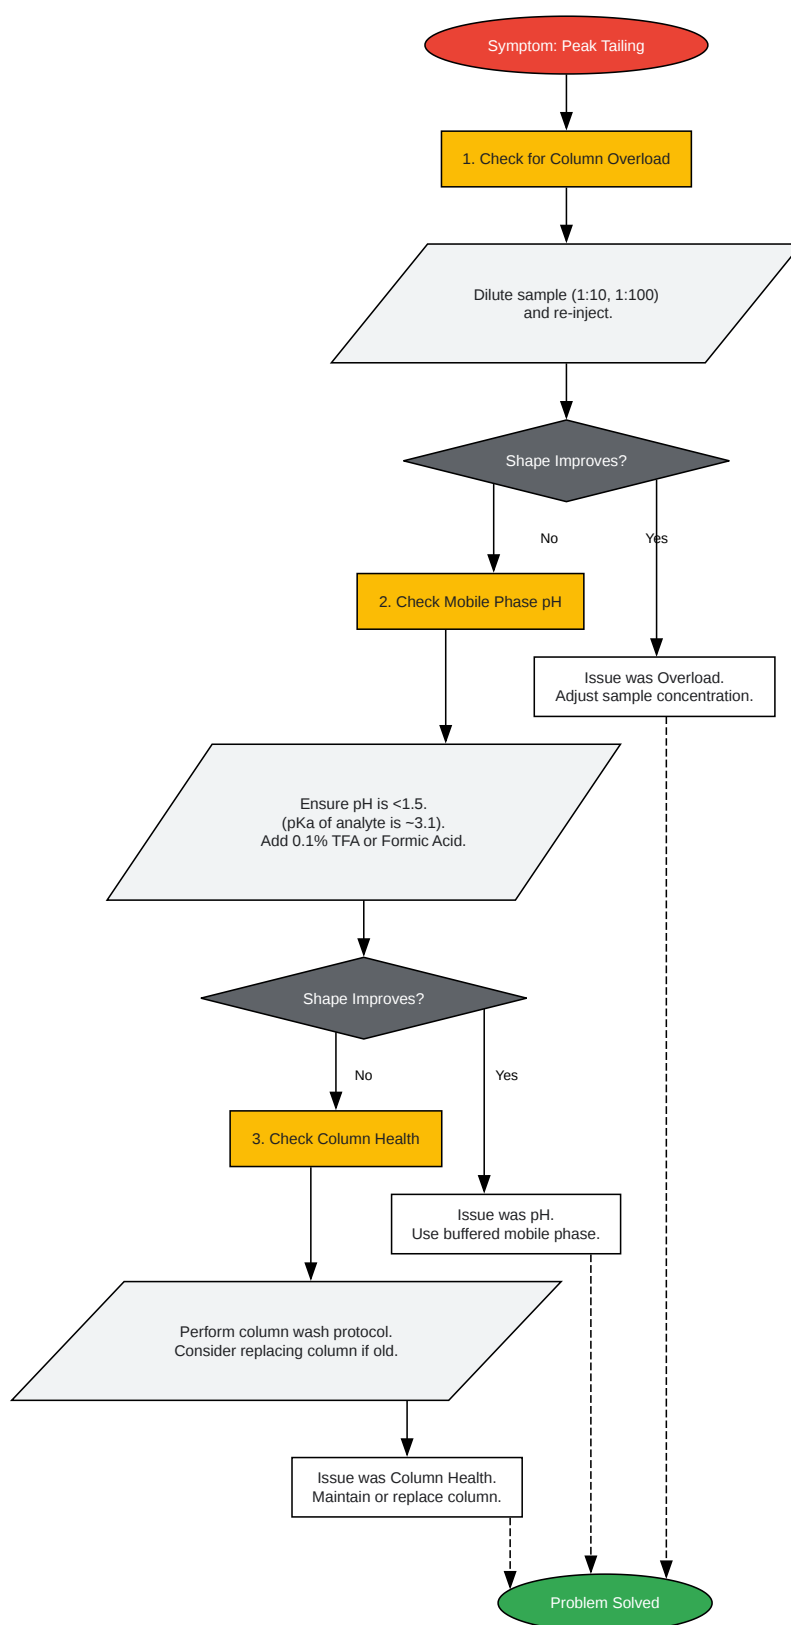 Symptom: Peak Tailing
1. Check for Column Overload
Dilute sample (1:10, 1:100)
and re-inject.
Shape Improves?
No
Yes
2. Check Mobile Phase pH
Issue was Overload.
Adjust sample concentration.
Ensure pH is <1.5.
(pKa of analyte is ~3.1).
Add 0.1% TFA or Formic Acid.
Shape Improves?
No
Yes
3. Check Column Health
Issue was pH.
Use buffered mobile phase.
Perform column wash protocol.
Consider replacing column if old.
Issue was Column Health.
Maintain or replace column.
Problem Solved